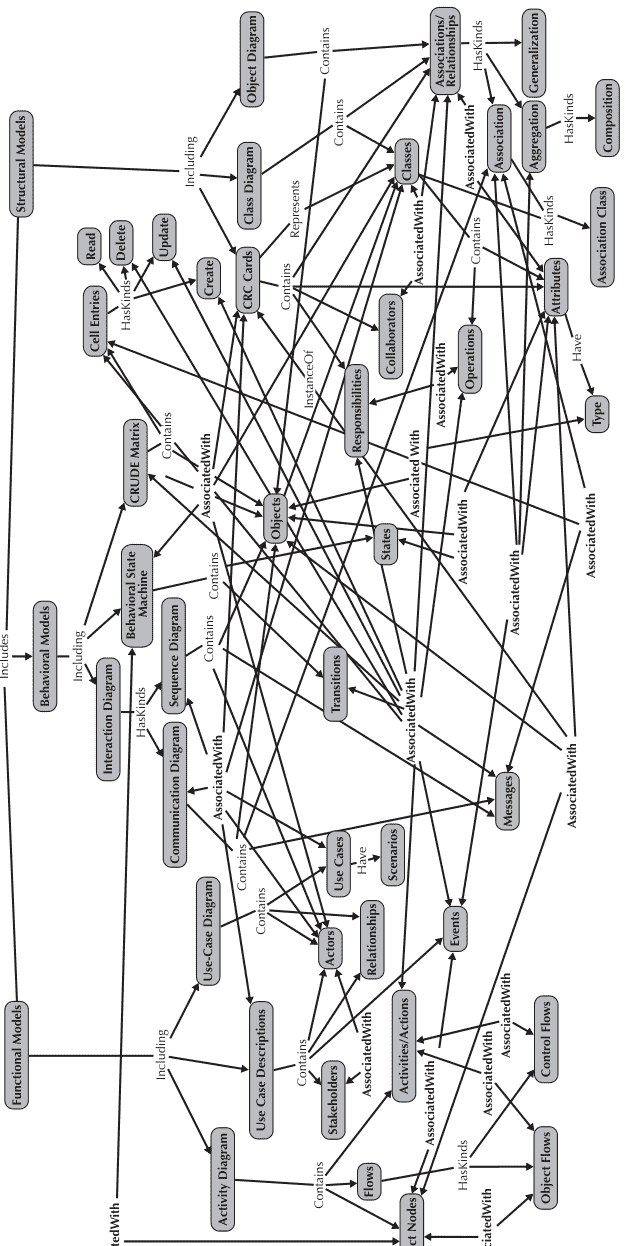 Includes
Functional Models
Structural Models
Behavioral Models
Including
Read
Cell Entries
Interaction Diagram
tedWith
Delete
HasKinds
Behavioral State
Machine
CRUDE Matrix
HasKinds
Including
Update
Contains
Communication Diagram
Sequence Diagram
Including
Use-Case Diagram
AssociatedWith
Create
Contains
Contains
AssociatedWith
Activity Diagram
Contains
CRC Cards
Class Diagram
Object Diagram
Use Case Descriptions
Contains
Objects
Contains
Represents
Contains
InstanceOf
Contains
Contains
Contains
Stakeholders
Actors
Use Cases
Transitions
Responsibilities
Have
AssociatedWith
Flows
Relationships
Scenarios
States
Collaborators
Activities/Actions
Classes
ct Nodes
AssociatedWith
AssociatedWith
AssociatedWith
AssociatedWith
AssociatedWith
Associations/
Relationships
Events
HasKinds
AssociatedWith
Operations
AssociatedWith
Contains
HasKinds
ciatedWith
AssociatedWith
AssociatedWith
Messages
Association
AssociatedWith
Generalization
Aggregation
Object Flows
Control Flows
HasKinds
Attributes
HasKinds
AssociatedWith
Have
AssociatedWith
Type
Association Class
Composition